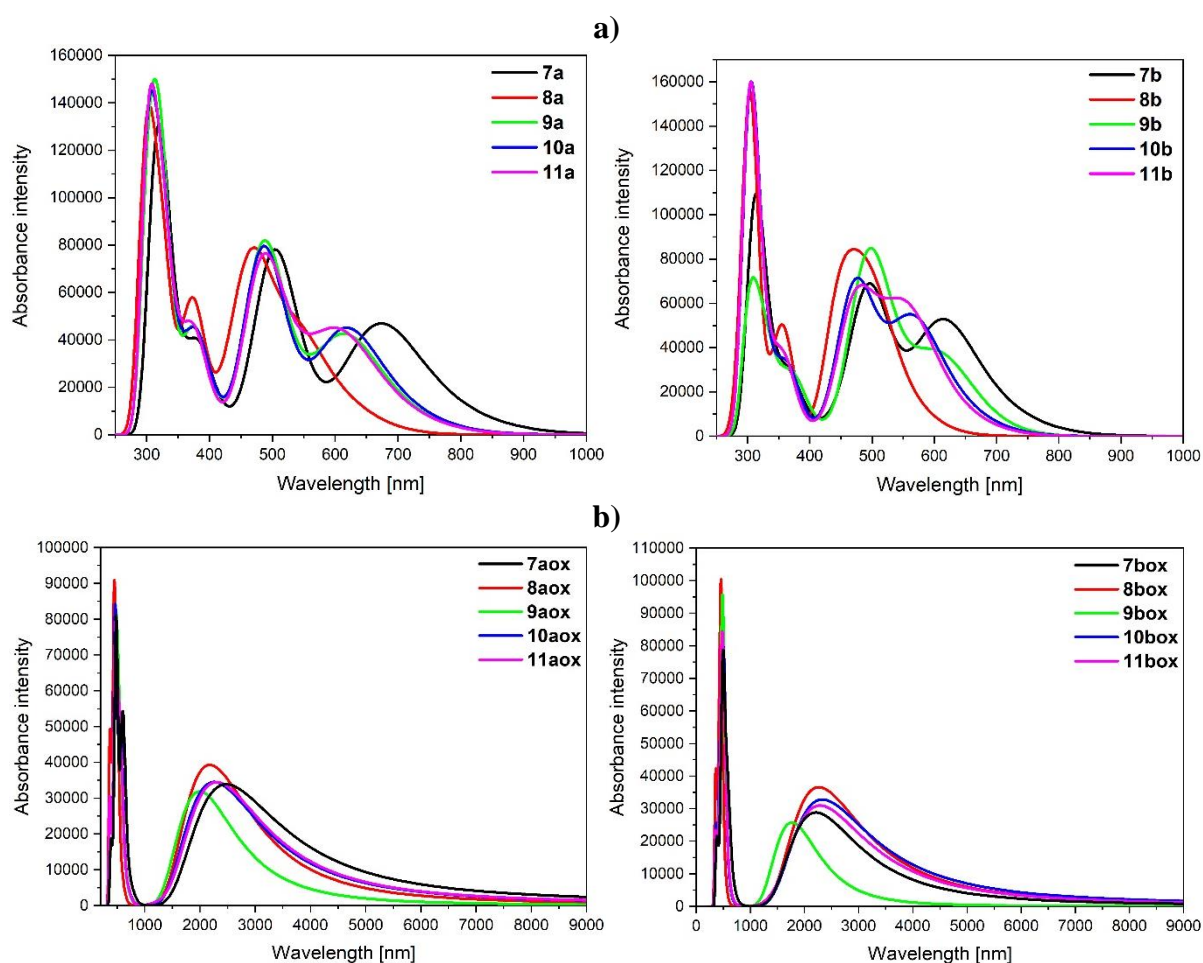 a)
160000
140000
120000
100000
80000
60000
40000
20000
0
Absorbance intensity
300 400 500 600 700 800 900 1000
Wavelength [nm]
7a
8a
9a
10a
11a
160000
140000
120000
100000
80000
60000
40000
20000
0
Absorbance intensity
300 400 500 600 700 800 900 1000
Wavelength [nm]
7b
8b
9b
10b
11b
b)
100000
90000
80000
70000
60000
50000
40000
30000
20000
10000
0
Absorbance intensity
1000 2000 3000 4000 5000 6000 7000 8000 9000
Wavelength [nm]
7aox
8aox
9aox
10aox
11aox
110000
100000
90000
80000
70000
60000
50000
40000
30000
20000
10000
0
Absorbance intensity
0 1000 2000 3000 4000 5000 6000 7000 8000 9000
Wavelength [nm]
7box
8box
9box
10box
11box